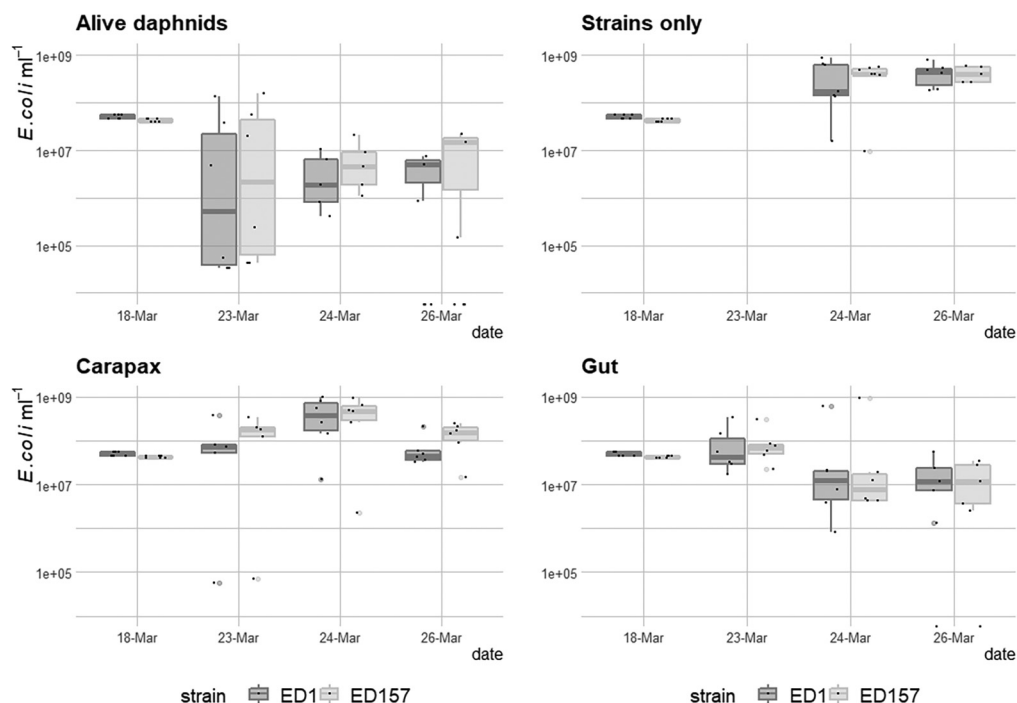 Alive daphnids
Strains only
E.coli ml⁻¹
1e+09
1e+07
1e+05
18-Mar 23-Mar 24-Mar 26-Mar
date
1e+09
1e+07
1e+05
18-Mar 23-Mar 24-Mar 26-Mar
date
Carapax
Gut
E.coli ml⁻¹
1e+09
1e+07
1e+05
18-Mar 23-Mar 24-Mar 26-Mar
date
1e+09
1e+07
1e+05
18-Mar 23-Mar 24-Mar 26-Mar
date
strain ED1 ED157
strain ED1 ED157